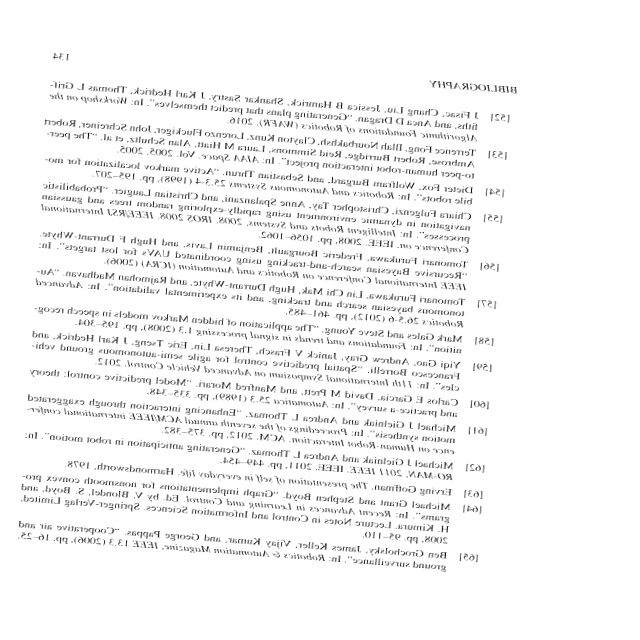 134
BIBLIOGRAPHY
[52] J Fisac, Chang Liu, Jessica B Hamrick, Shankar Sastry, J Karl Hedrick, Thomas L Grif-
fiths, and Anca D Dragan. “Generating plans that predict themselves”. In: Workshop on the
Algorithmic Foundations of Robotics (WAFR). 2016.
[53] Terrence Fong, Illah Nourbakhsh, Clayton Kunz, Lorenzo Fluckiger, John Schreiner, Robert
Ambrose, Robert Burridge, Reid Simmons, Laura M Hiatt, Alan Schultz, et al. “The peer-
to-peer human-robot interaction project”. In: AIAA Space. Vol. 2005. 2005.
[54] Dieter Fox, Wolfram Burgard, and Sebastian Thrun. “Active markov localization for mo-
bile robots”. In: Robotics and Autonomous Systems 25.3-4 (1998), pp. 195–207.
[55] Chiara Fulgenzi, Christopher Tay, Anne Spalanzani, and Christian Laugier. “Probabilistic
navigation in dynamic environment using rapidly-exploring random trees and gaussian
processes”. In: Intelligent Robots and Systems, 2008. IROS 2008. IEEE/RSJ International
Conference on. IEEE. 2008, pp. 1056–1062.
[56] Tomonari Furukawa, Frederic Bourgault, Benjamin Lavis, and Hugh F Durrant-Whyte.
“Recursive Bayesian search-and-tracking using coordinated UAVs for lost targets”. In:
IEEE International Conference on Robotics and Automation (ICRA) (2006).
[57] Tomonari Furukawa, Lin Chi Mak, Hugh Durrant-Whyte, and Rajmohan Madhavan. “Au-
tonomous bayesian search and tracking, and its experimental validation”. In: Advanced
Robotics 26.5-6 (2012), pp. 461–485.
[58] Mark Gales and Steve Young. “The application of hidden Markov models in speech recog-
nition”. In: Foundations and trends in signal processing 1.3 (2008), pp. 195–304.
[59] Yiqi Gao, Andrew Gray, Janick V Frasch, Theresa Lin, Eric Tseng, J Karl Hedrick, and
Francesco Borrelli. “Spatial predictive control for agile semi-autonomous ground vehi-
cles”. In: 11th International Symposium on Advanced Vehicle Control. 2012.
[60] Carlos E Garcia, David M Prett, and Manfred Morari. “Model predictive control: theory
and practice-a survey”. In: Automatica 25.3 (1989), pp. 335–348.
[61] Michael J Gielniak and Andrea L Thomaz. “Enhancing interaction through exaggerated
motion synthesis”. In: Proceedings of the seventh annual ACM/IEEE international confer-
ence on Human-Robot Interaction. ACM. 2012, pp. 375–382.
[62] Michael J Gielniak and Andrea L Thomaz. “Generating anticipation in robot motion”. In:
RO-MAN, 2011 IEEE. IEEE. 2011, pp. 449–454.
[63] Erving Goffman. The presentation of self in everyday life. Harmondsworth, 1978.
[64] Michael Grant and Stephen Boyd. “Graph implementations for nonsmooth convex pro-
grams”. In: Recent Advances in Learning and Control. Ed. by V. Blondel, S. Boyd, and
H. Kimura. Lecture Notes in Control and Information Sciences. Springer-Verlag Limited,
2008, pp. 95–110.
[65] Ben Grocholsky, James Keller, Vijay Kumar, and George Pappas. “Cooperative air and
ground surveillance”. In: Robotics & Automation Magazine, IEEE 13.3 (2006), pp. 16–25.